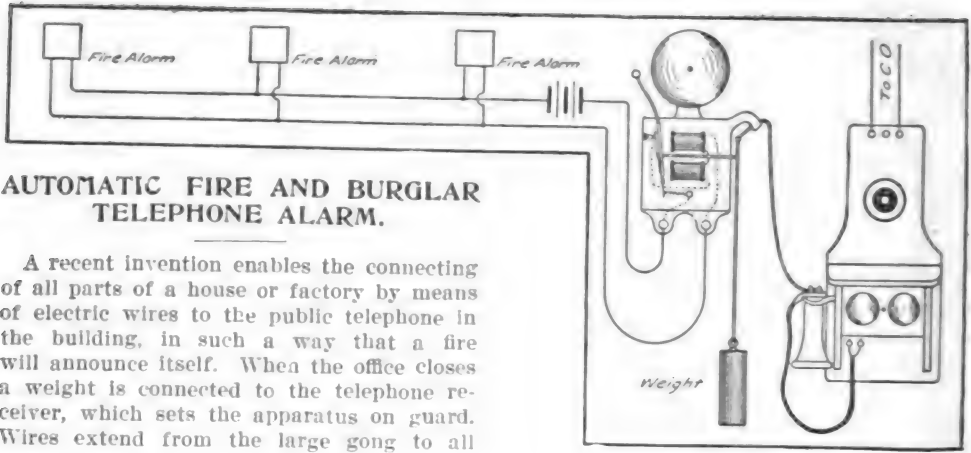 Fire Alarm
Fire Alarm
Fire Alarm
To C O
Weight
AUTOMATIC FIRE AND BURGLAR
TELEPHONE ALARM.
A recent invention enables the connecting
of all parts of a house or factory by means
of electric wires to the public telephone in
the building, in such a way that a fire
will announce itself. When the office closes
a weight is connected to the telephone re-
ceiver, which sets the apparatus on guard.
Wires extend from the large gong to all